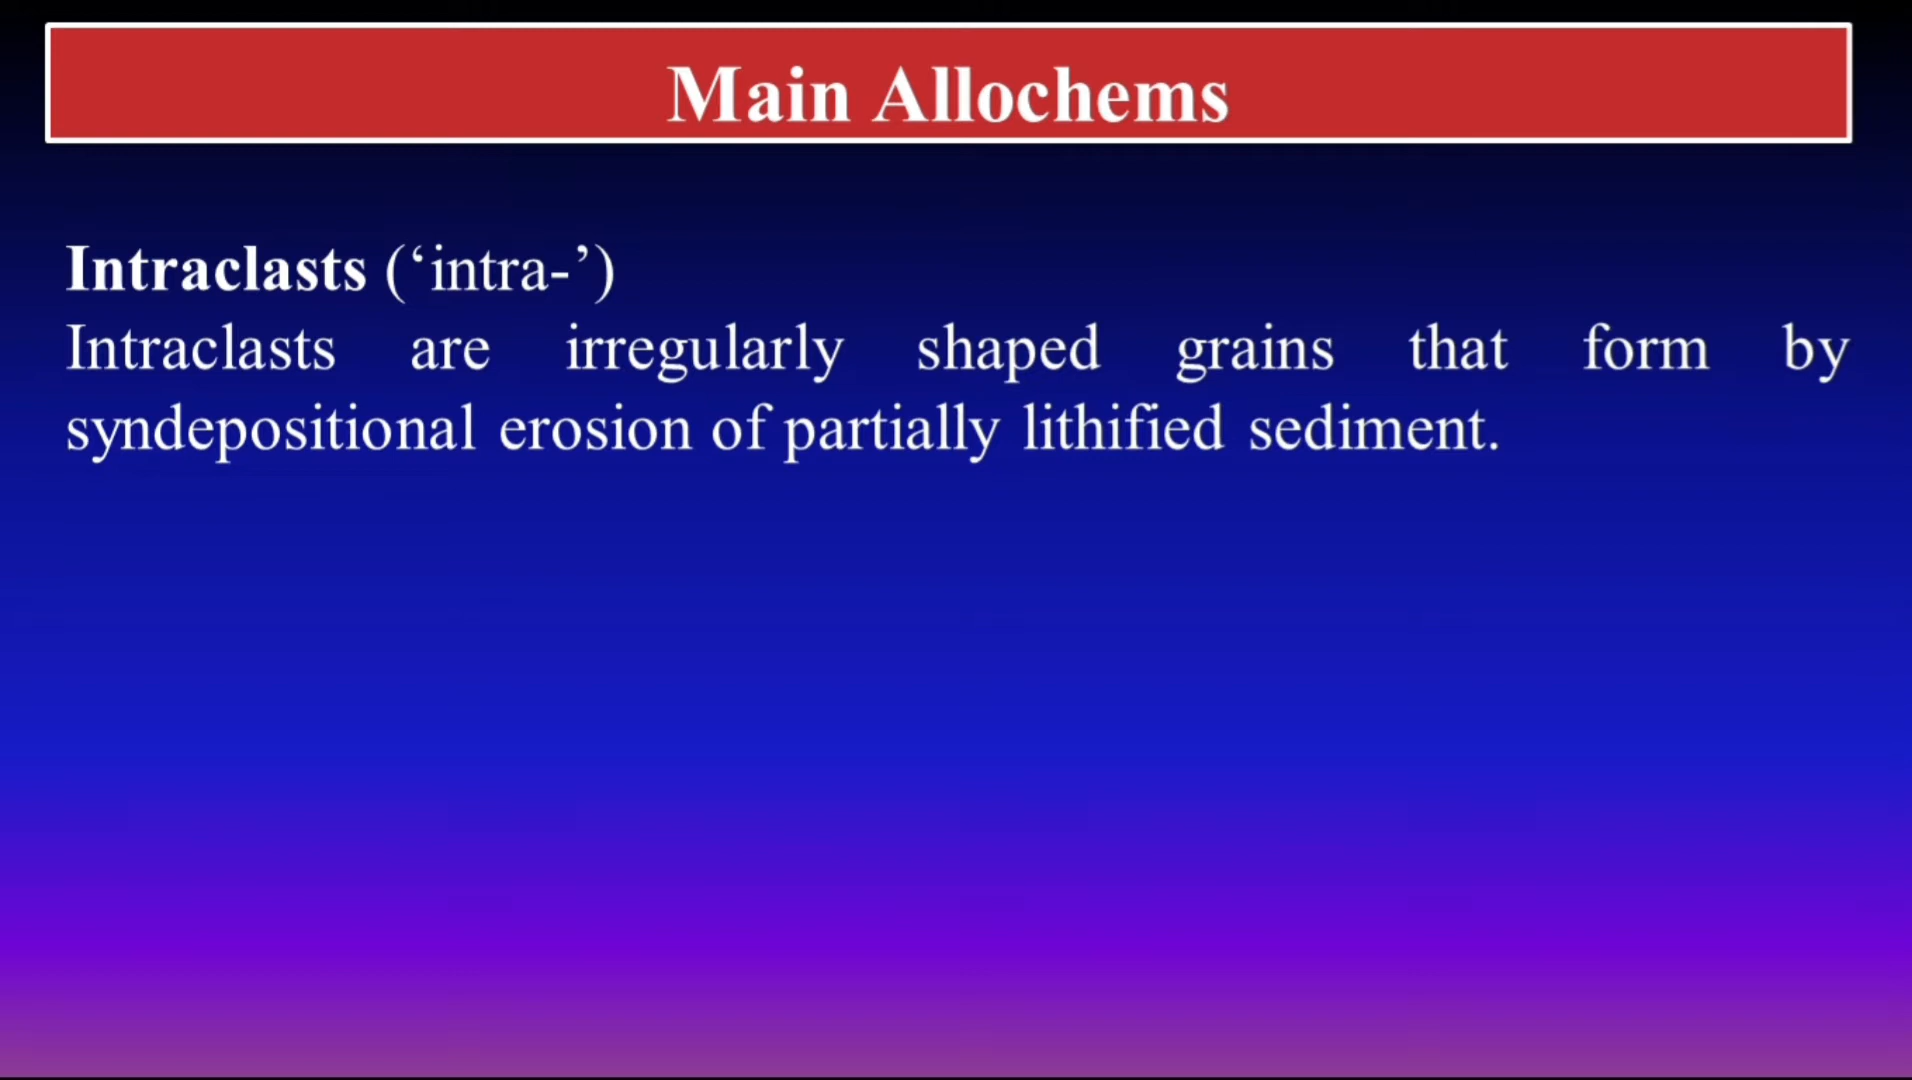 Main Allochems
Intraclasts (‘intra-’)
Intraclasts are irregularly shaped grains that form by
syndepositional erosion of partially lithified sediment.